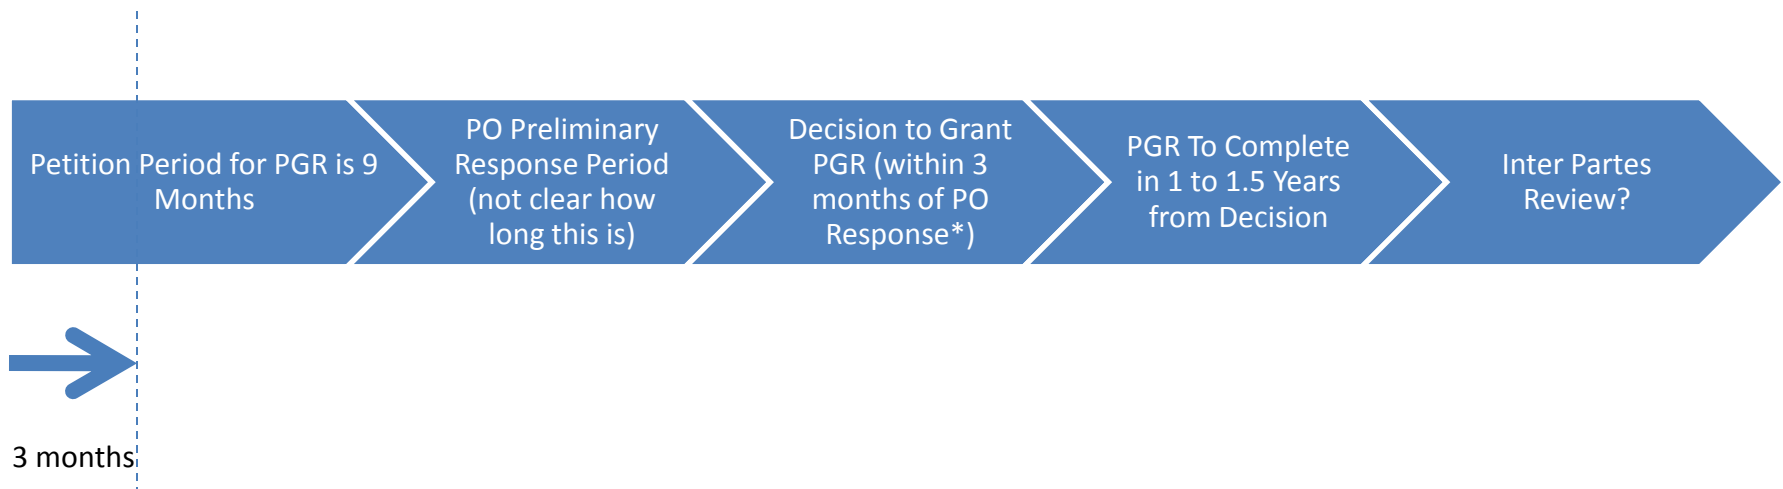 Petition Period for PGR is 9
Months
PO Preliminary
Response Period
(not clear how
long this is)
Decision to Grant
PGR (within 3
months of PO
Response*)
PGR To Complete
in 1 to 1.5 Years
from Decision
Inter Partes
Review?
3 months